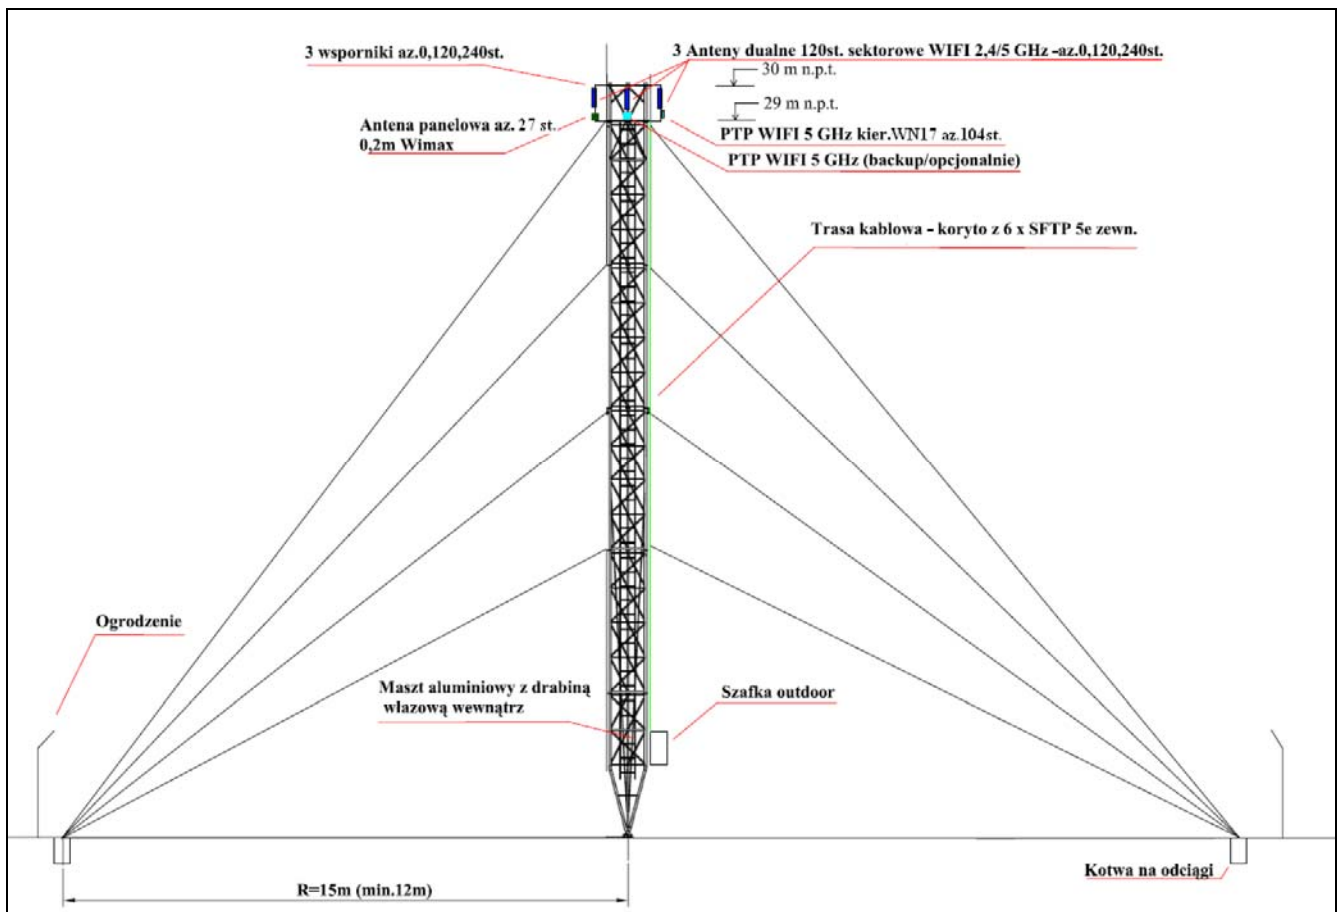 3 wsporniki az.0,120,240st.
3 Anteny dualne 120st. sektorowe WIFI 2,4/5 GHz -az.0,120,240st.
30 m n.p.t.
29 m n.p.t.
Antena panelowa az. 27 st.
0,2m Wimax
PTP WIFI 5 GHz kier.WN17 az.104st.
PTP WIFI 5 GHz (backup/opcjonalnie)
Trasa kablowa - koryto z 6 x SFTP 5e zewn.
Ogrodzenie
Maszt aluminiowy z drabiną
włazową wewnątrz
Szafka outdoor
Kotwa na odciągi
R=15m (min.12m)